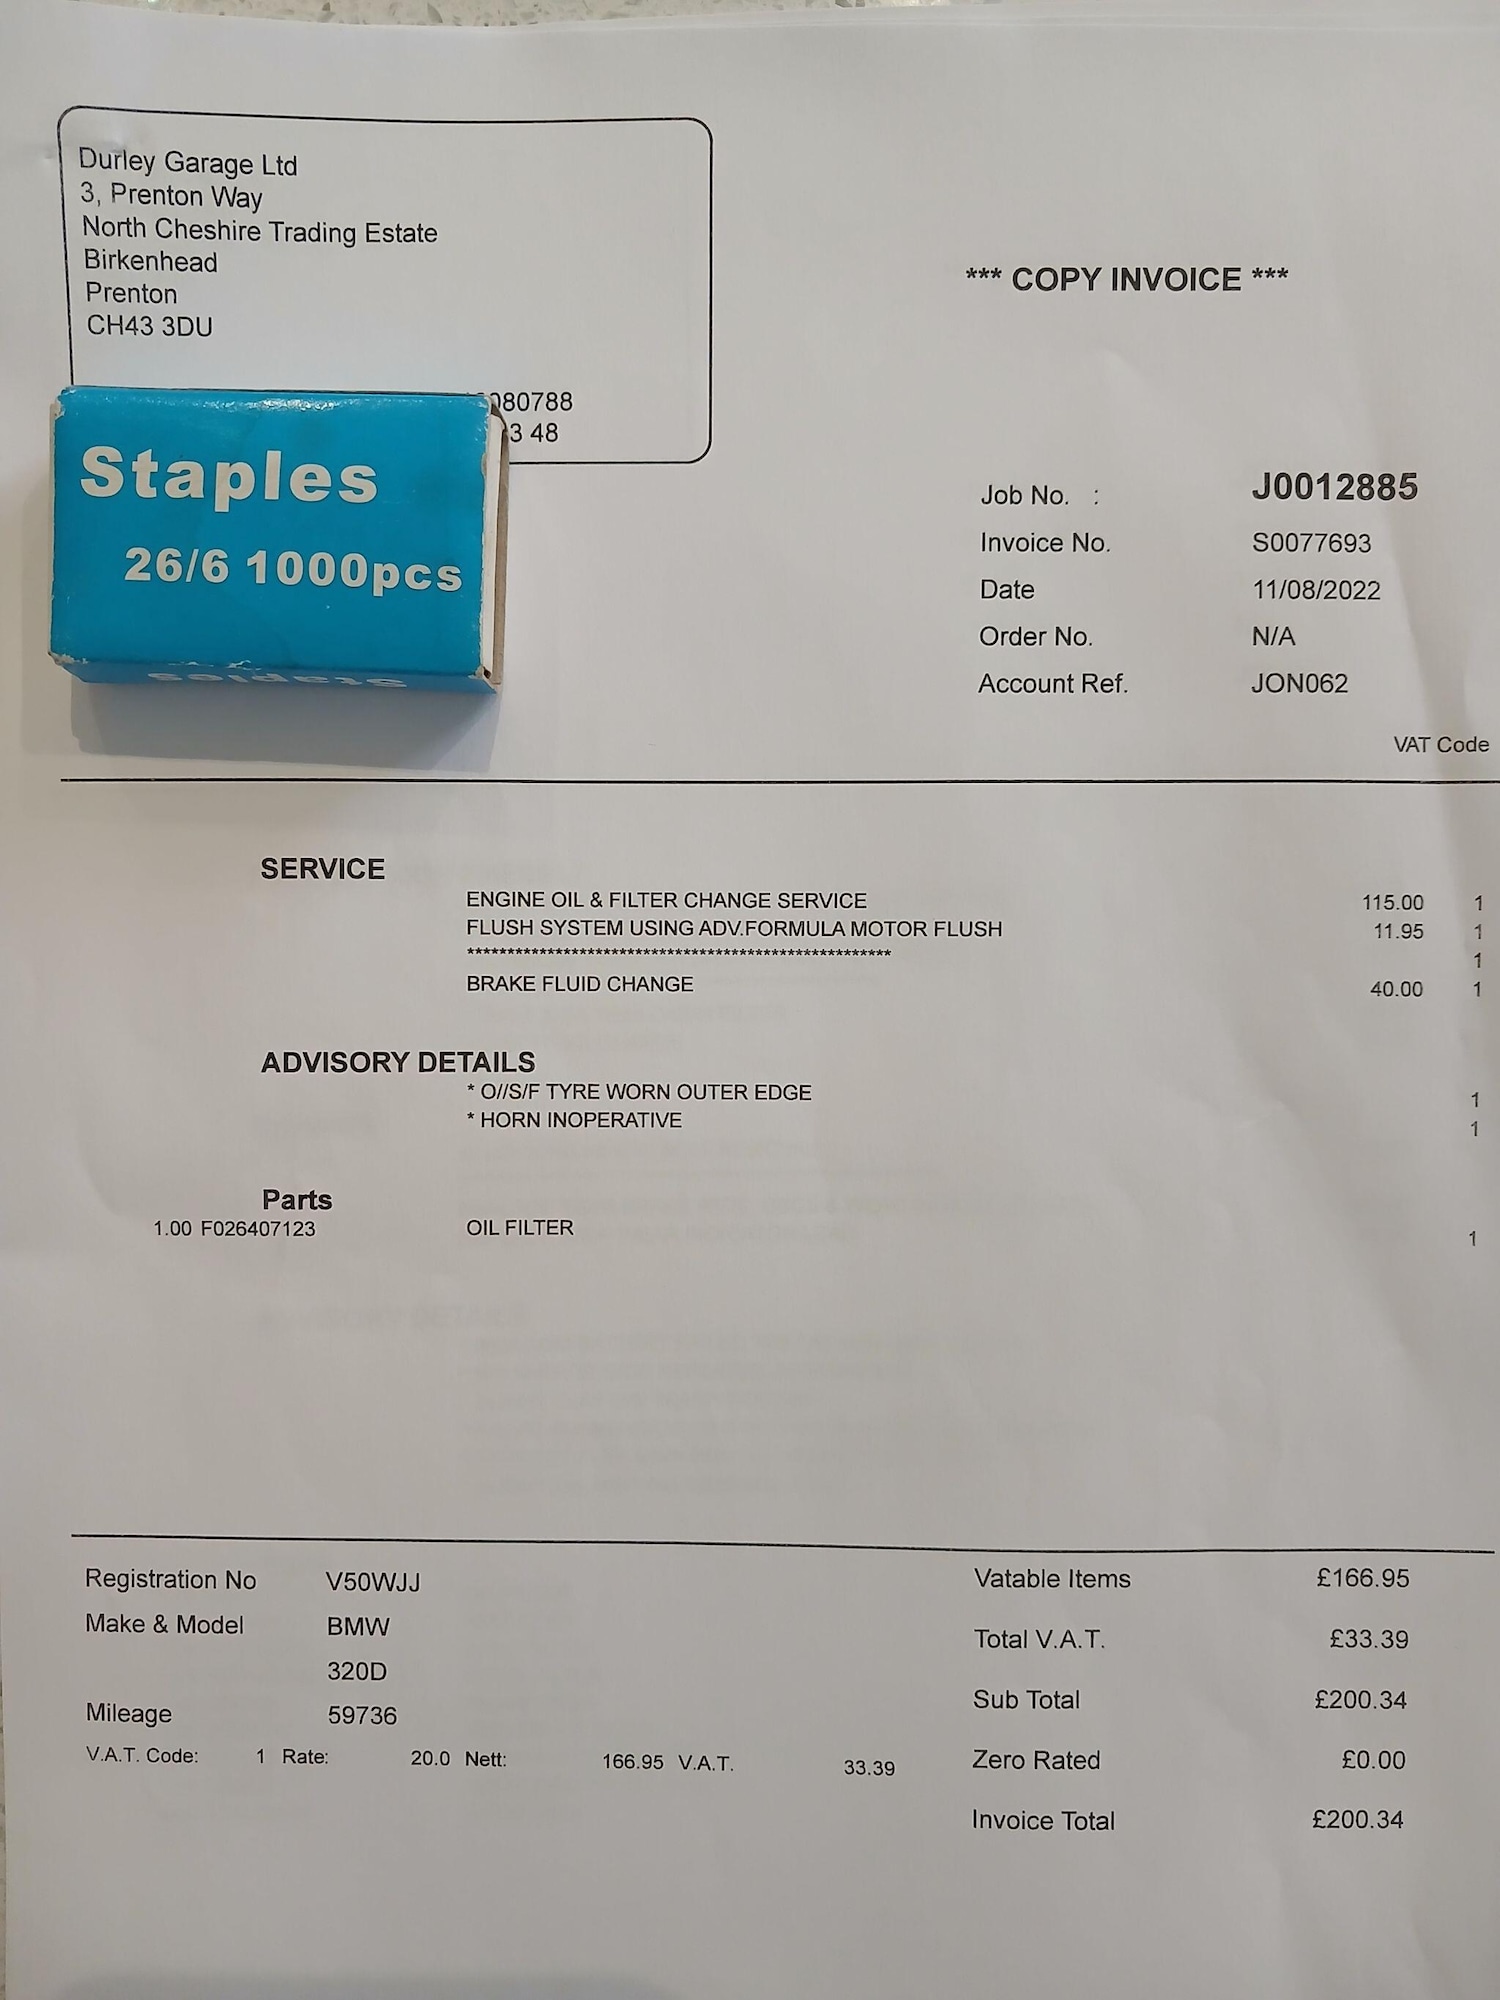 Durley Garage Ltd
3, Prenton Way
North Cheshire Trading Estate
Birkenhead
Prenton
CH43 3DU
080788
3 48
*** COPY INVOICE ***
Staples
26/6 1000pcs
Staples
Job No. : J0012885
Invoice No. S0077693
Date 11/08/2022
Order No. N/A
Account Ref. JON062
VAT Code
SERVICE
ENGINE OIL & FILTER CHANGE SERVICE 115.00 1
FLUSH SYSTEM USING ADV.FORMULA MOTOR FLUSH 11.95 1
***************************************************** 1
BRAKE FLUID CHANGE 40.00 1
ADVISORY DETAILS
* O//S/F TYRE WORN OUTER EDGE 1
* HORN INOPERATIVE 1
Parts
1.00 F026407123 OIL FILTER 1
Registration No V50WJJ
Make & Model BMW
320D
Mileage 59736
V.A.T. Code: 1 Rate: 20.0 Nett: 166.95 V.A.T. 33.39
Vatable Items £166.95
Total V.A.T. £33.39
Sub Total £200.34
Zero Rated £0.00
Invoice Total £200.34